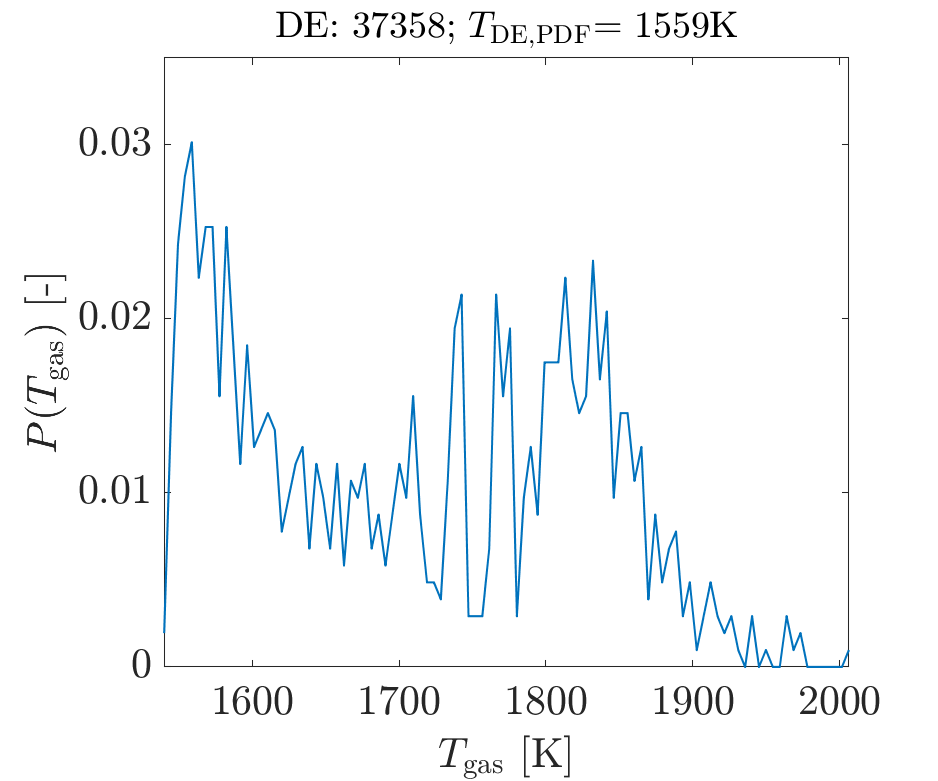 DE: 37358; T_DE,PDF= 1559K
0.03
0.02
0.01
0
P(T_gas) [-]
1600 1700 1800 1900 2000
T_gas [K]